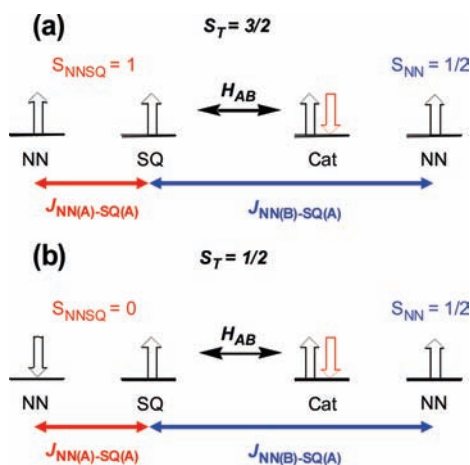 (a) S_T = 3/2
S_NNSQ = 1 S_NN = 1/2
H_AB
NN SQ Cat NN
J_NN(A)-SQ(A) J_NN(B)-SQ(A)
(b) S_T = 1/2
S_NNSQ = 0 S_NN = 1/2
H_AB
NN SQ Cat NN
J_NN(A)-SQ(A) J_NN(B)-SQ(A)